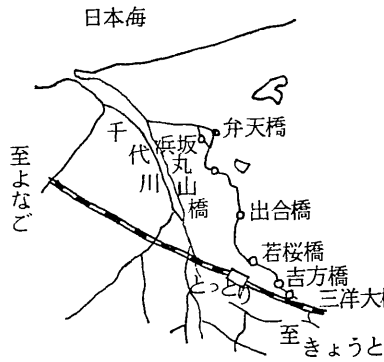 日本海
弁天橋
浜坂
丸山橋
千代川
至よなご
出合橋
若桜橋
吉方橋
とっとり
三洋大橋
至きょうと